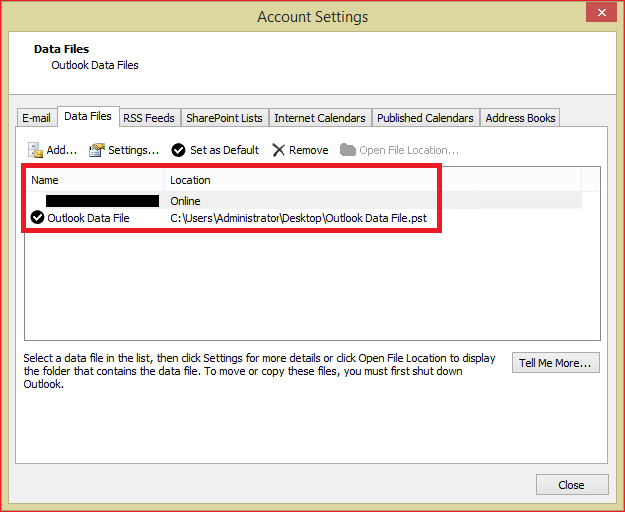 Account Settings
Data Files
Outlook Data Files
E-mail Data Files RSS Feeds SharePoint Lists Internet Calendars Published Calendars Address Books
Add... Settings... Set as Default Remove Open File Location...
Name Location
Online
Outlook Data File C:\Users\Administrator\Desktop\Outlook Data File.pst
Select a data file in the list, then click Settings for more details or click Open File Location to display
the folder that contains the data file. To move or copy these files, you must first shut down
Outlook.
Tell Me More...
Close